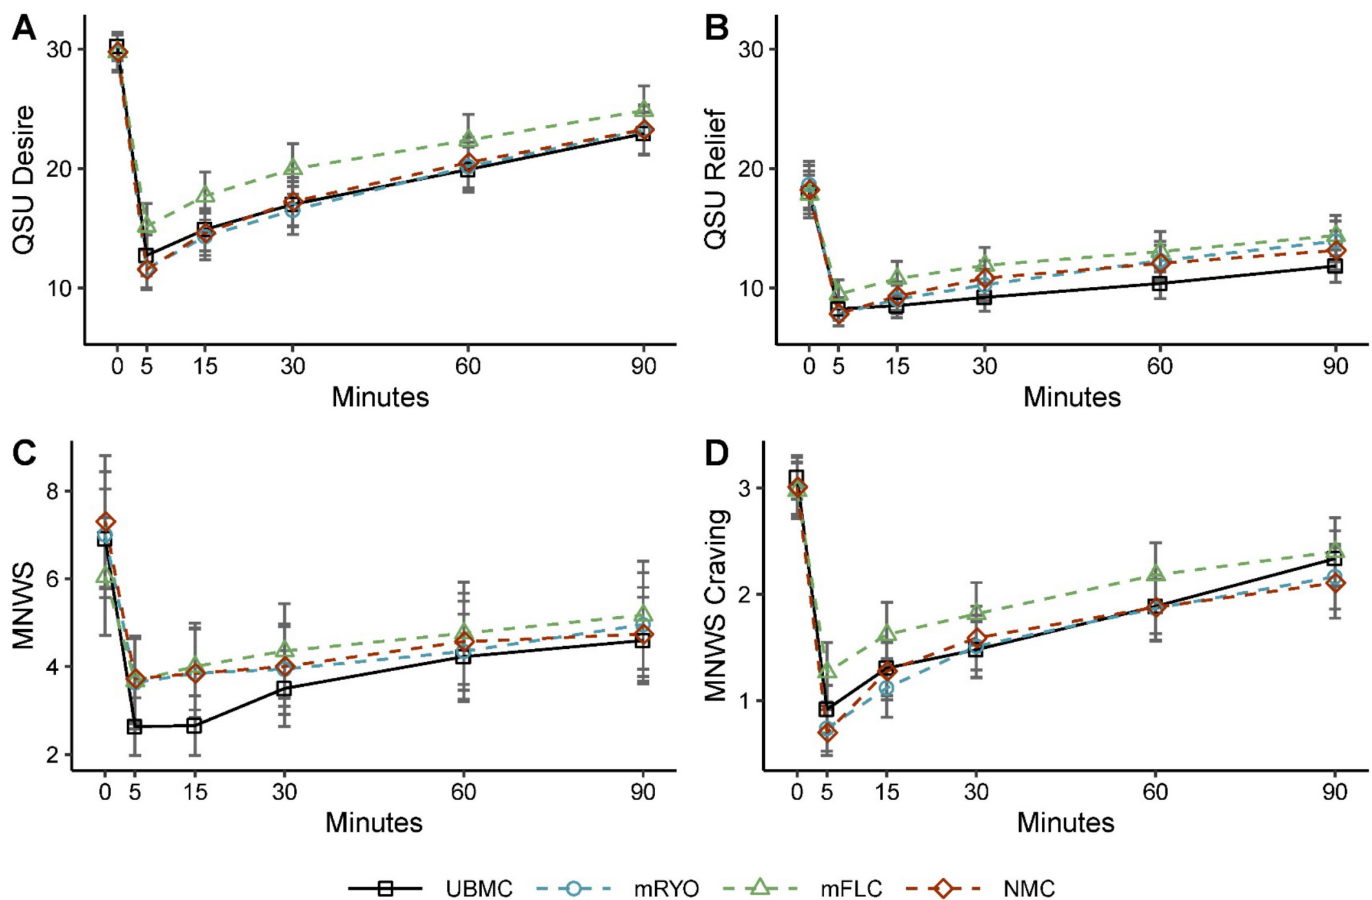 A
QSU Desire
30
20
10
0 5 15 30 60 90
Minutes
B
QSU Relief
30
20
10
0 5 15 30 60 90
Minutes
C
MNWS
8
6
4
2
0 5 15 30 60 90
Minutes
D
MNWS Craving
3
2
1
0 5 15 30 60 90
Minutes
UBMC mRYO mFLC NMC